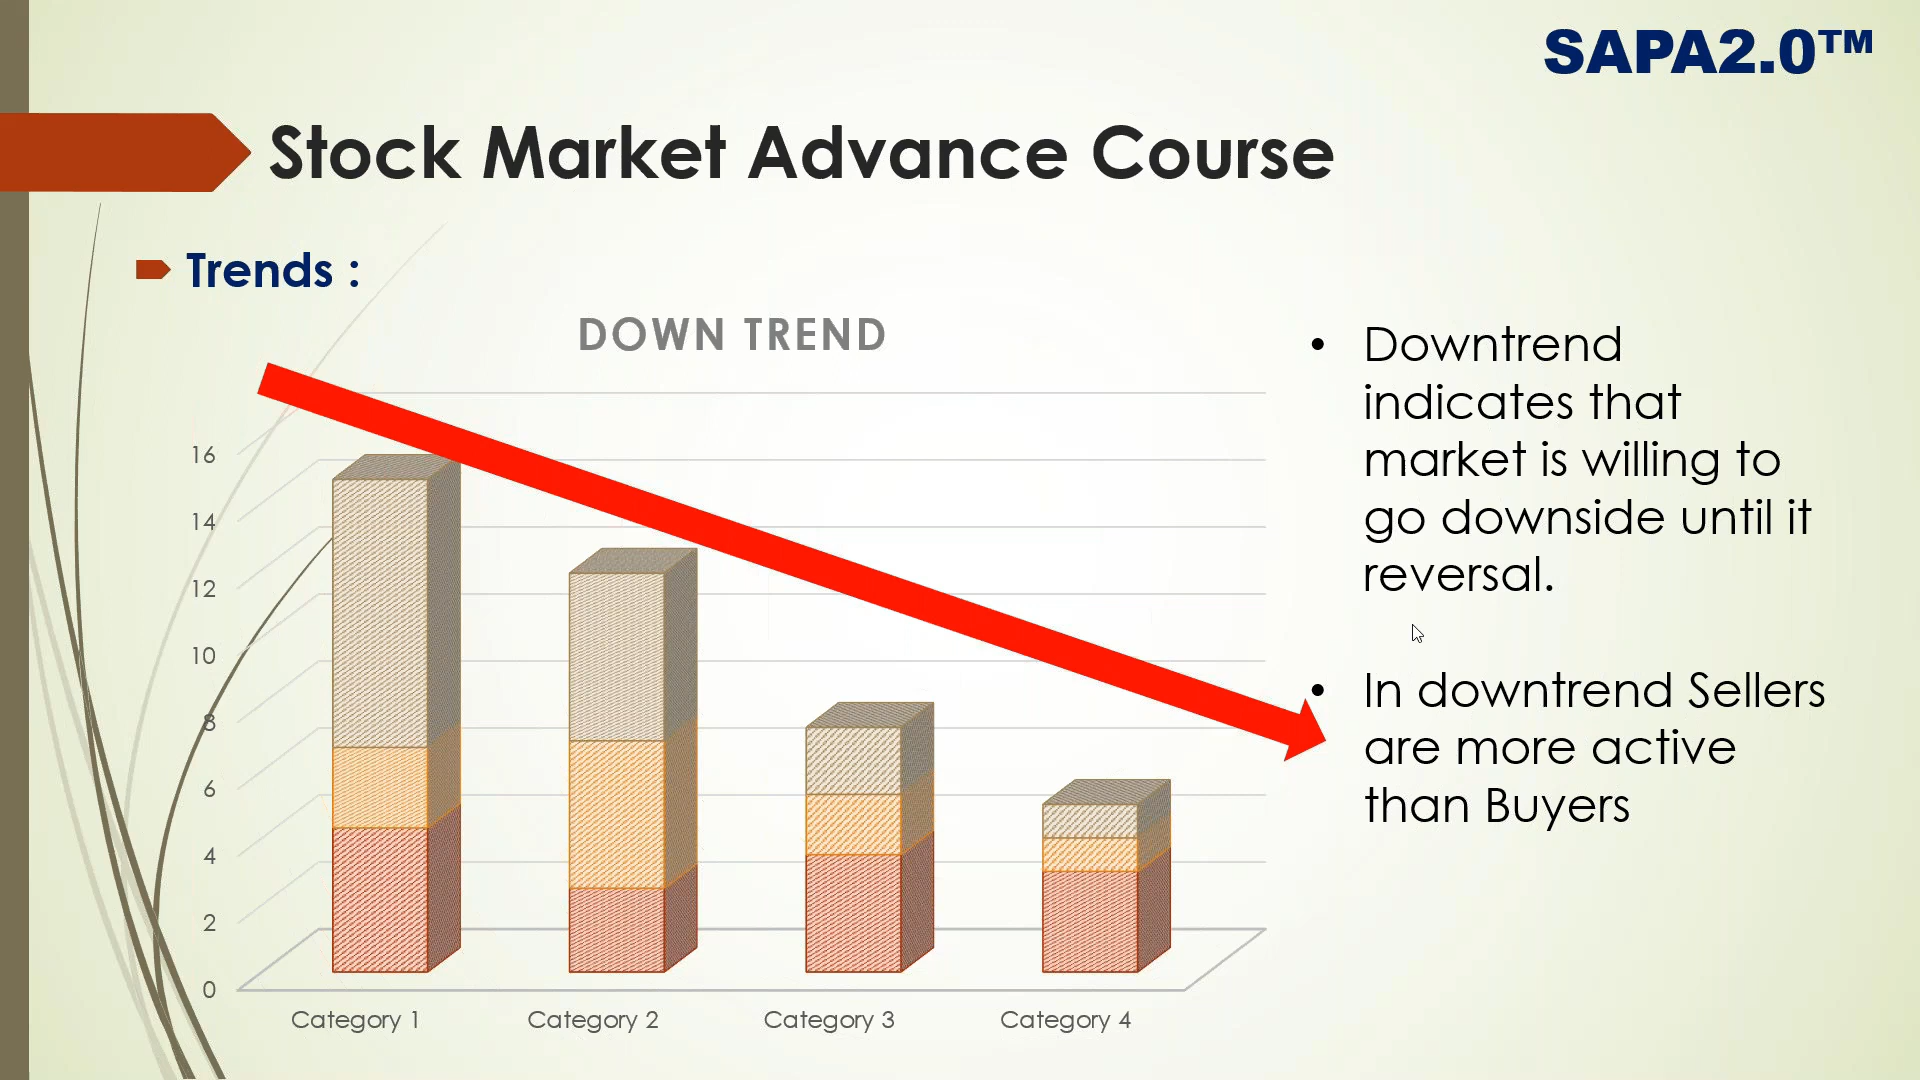 SAPA2.0™
Stock Market Advance Course
Trends :
DOWN TREND
16
14
12
10
8
6
4
2
0
Category 1
Category 2
Category 3
Category 4
• Downtrend
indicates that
market is willing to
go downside until it
reversal.
• In downtrend Sellers
are more active
than Buyers